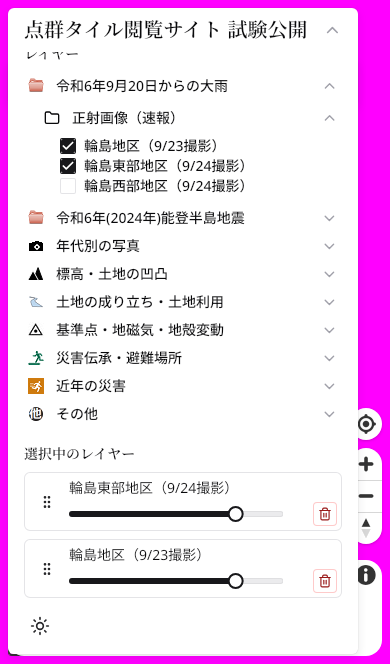 点群タイル閲覧サイト 試験公開
レイヤー
令和6年9月20日からの大雨
正射画像（速報）
輪島地区（9/23撮影）
輪島東部地区（9/24撮影）
輪島西部地区（9/24撮影）
令和6年(2024年)能登半島地震
年代別の写真
標高・土地の凹凸
土地の成り立ち・土地利用
基準点・地磁気・地殻変動
災害伝承・避難場所
近年の災害
その他
選択中のレイヤー
輪島東部地区（9/24撮影）
輪島地区（9/23撮影）